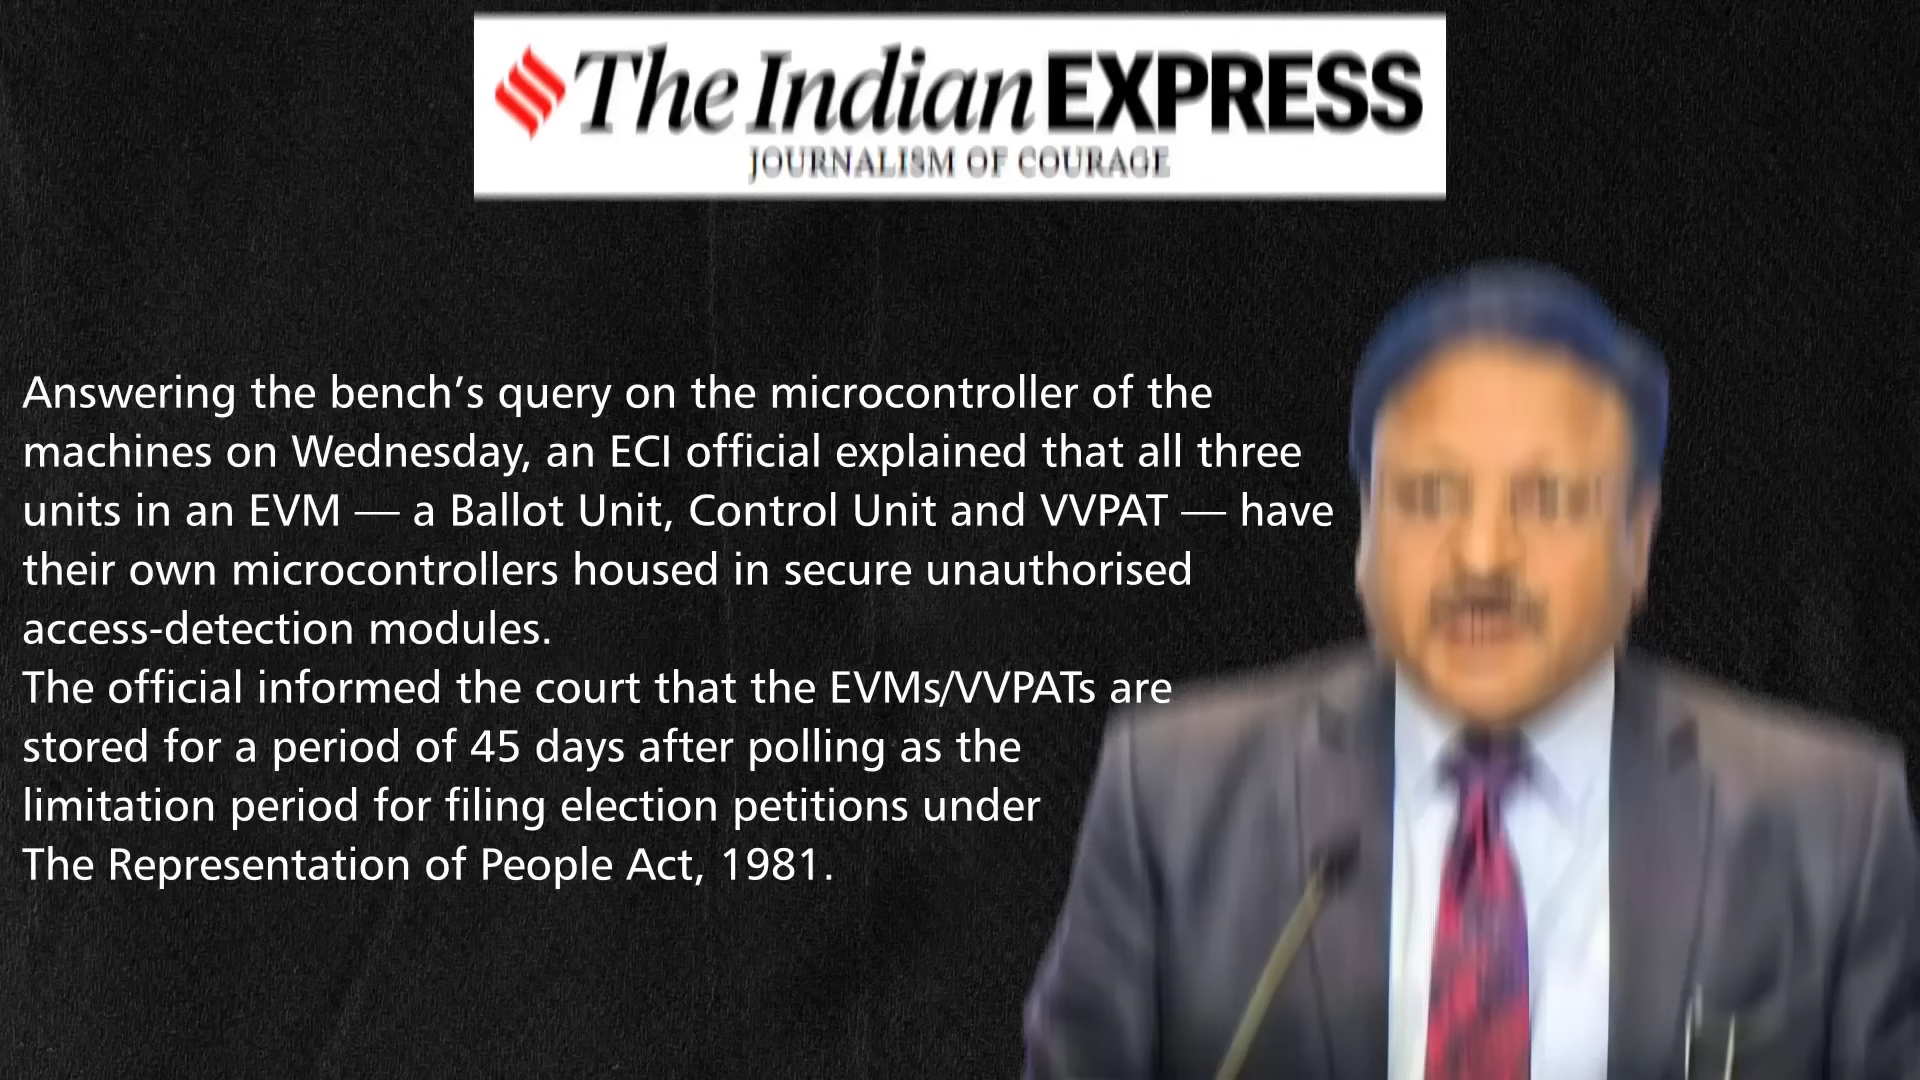 The Indian EXPRESS
JOURNALISM OF COURAGE
Answering the bench’s query on the microcontroller of the
machines on Wednesday, an ECI official explained that all three
units in an EVM — a Ballot Unit, Control Unit and VVPAT — have
their own microcontrollers housed in secure unauthorised
access-detection modules.
The official informed the court that the EVMs/VVPATs are
stored for a period of 45 days after polling as the
limitation period for filing election petitions under
The Representation of People Act, 1981.